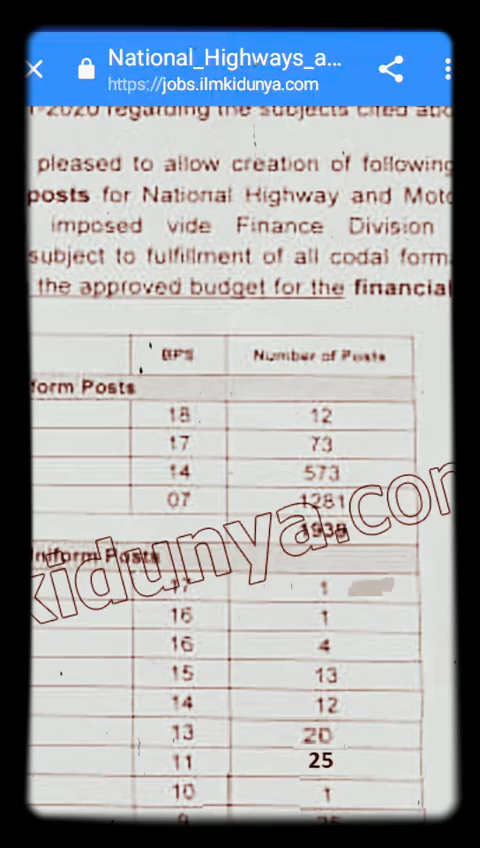 National_Highways_a...
https://jobs.ilmkidunya.com
1-2020 regarding the subjects cited abo
pleased to allow creation of following
posts for National Highway and Moto
imposed vide Finance Division
subject to fulfillment of all codal form
the approved budget for the financial
BPS Number of Posts
form Posts
18 12
17 73
14 573
07 1281
1939
niform Posts
kidunya.com
17 1
16 1
16 4
15 13
14 12
13 20
11 25
10 1
9